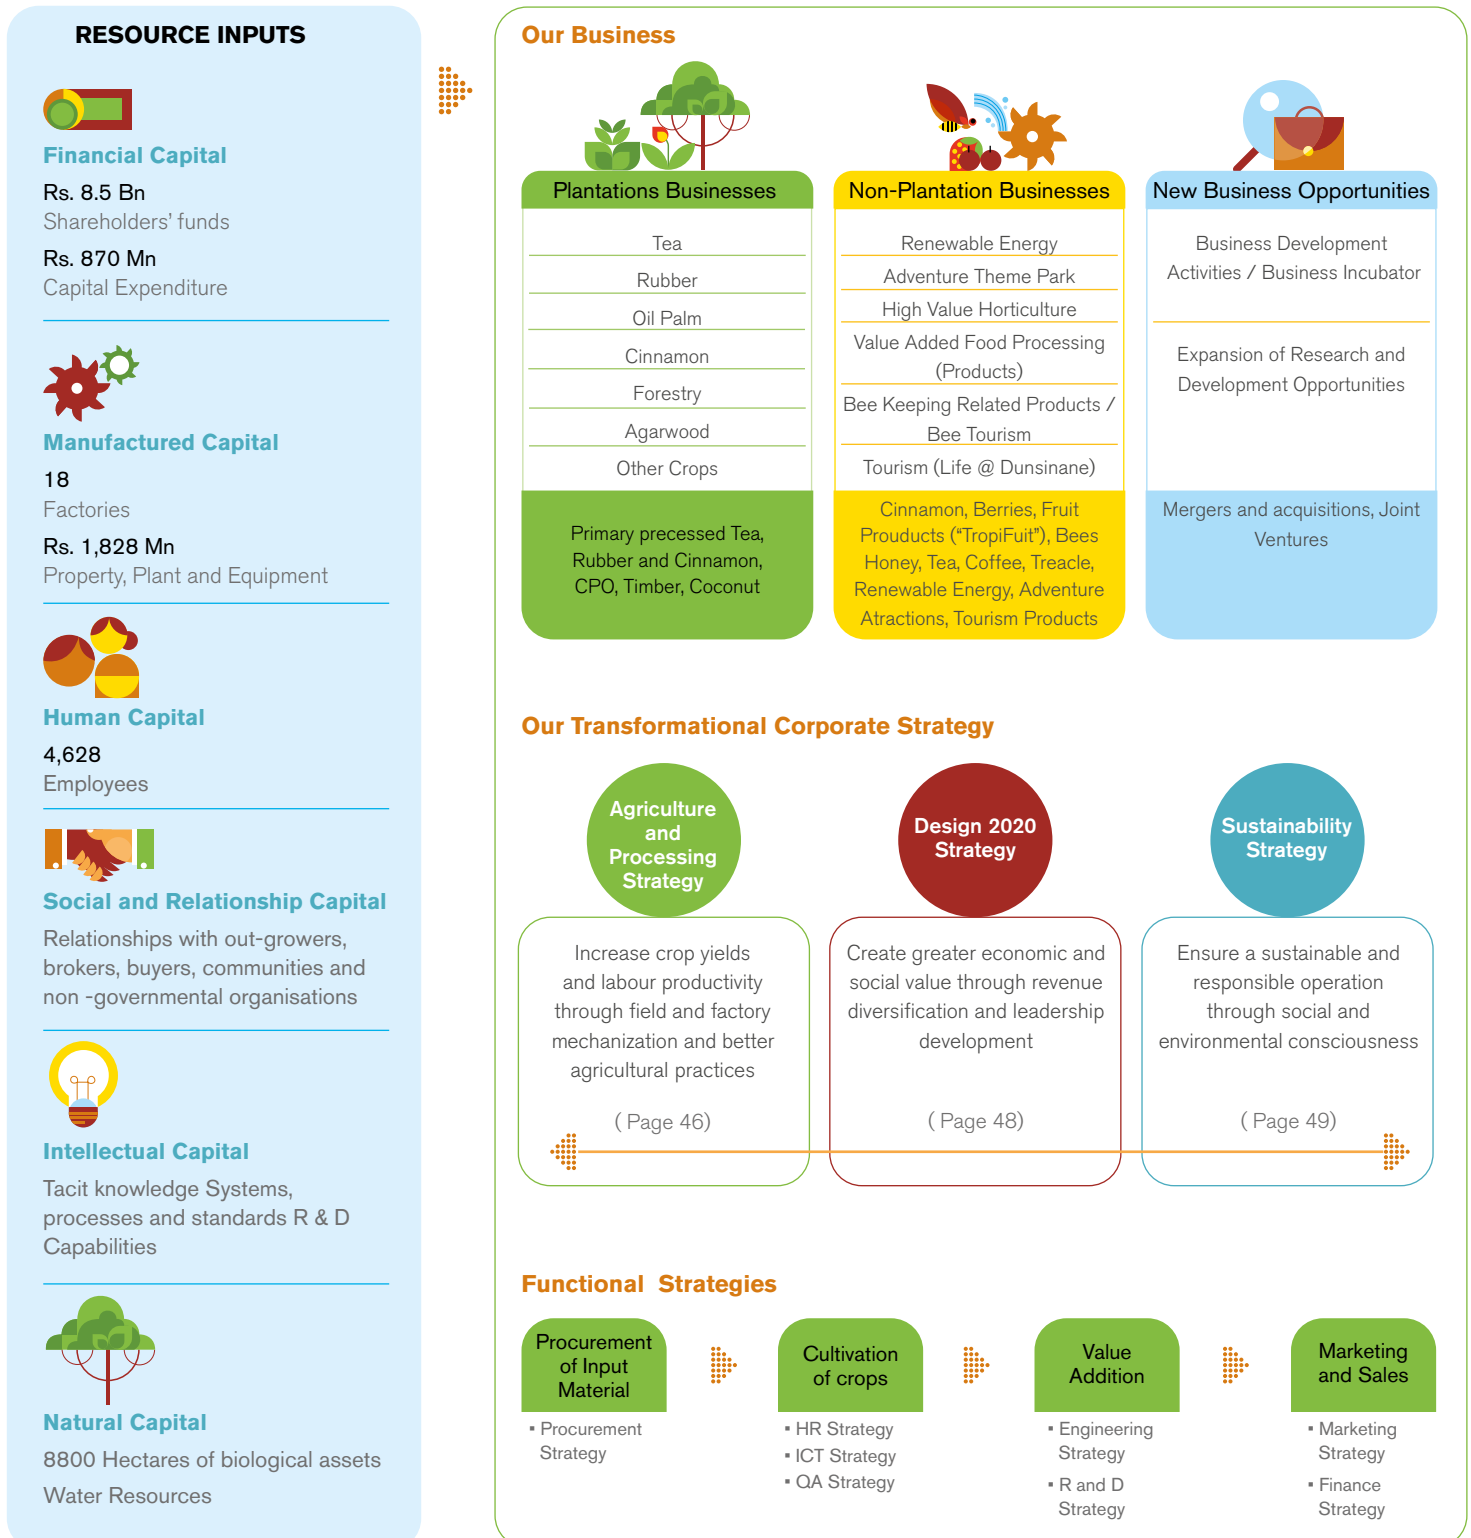 RESOURCE INPUTS
Financial Capital
Rs. 8.5 Bn
Shareholders' funds
Rs. 870 Mn
Capital Expenditure
Manufactured Capital
18
Factories
Rs. 1,828 Mn
Property, Plant and Equipment
Human Capital
4,628
Employees
Social and Relationship Capital
Relationships with out-growers,
brokers, buyers, communities and
non -governmental organisations
Intellectual Capital
Tacit knowledge Systems,
processes and standards R & D
Capabilities
Natural Capital
8800 Hectares of biological assets
Water Resources
Our Business
Plantations Businesses
Tea
Rubber
Oil Palm
Cinnamon
Forestry
Agarwood
Other Crops
Primary precessed Tea,
Rubber and Cinnamon,
CPO, Timber, Coconut
Non-Plantation Businesses
Renewable Energy
Adventure Theme Park
High Value Horticulture
Value Added Food Processing
(Products)
Bee Keeping Related Products /
Bee Tourism
Tourism (Life @ Dunsinane)
Cinnamon, Berries, Fruit
Prouducts ("TropiFuit"), Bees
Honey, Tea, Coffee, Treacle,
Renewable Energy, Adventure
Atractions, Tourism Products
New Business Opportunities
Business Development
Activities / Business Incubator
Expansion of Research and
Development Opportunities
Mergers and acquisitions, Joint
Ventures
Our Transformational Corporate Strategy
Agriculture
and
Processing
Strategy
Increase crop yields
and labour productivity
through field and factory
mechanization and better
agricultural practices
( Page 46)
Design 2020
Strategy
Create greater economic and
social value through revenue
diversification and leadership
development
( Page 48)
Sustainability
Strategy
Ensure a sustainable and
responsible operation
through social and
environmental consciousness
( Page 49)
Functional Strategies
Procurement
of Input
Material
▪ Procurement
Strategy
Cultivation
of crops
▪ HR Strategy
▪ ICT Strategy
▪ QA Strategy
Value
Addition
▪ Engineering
Strategy
▪ R and D
Strategy
Marketing
and Sales
▪ Marketing
Strategy
▪ Finance
Strategy